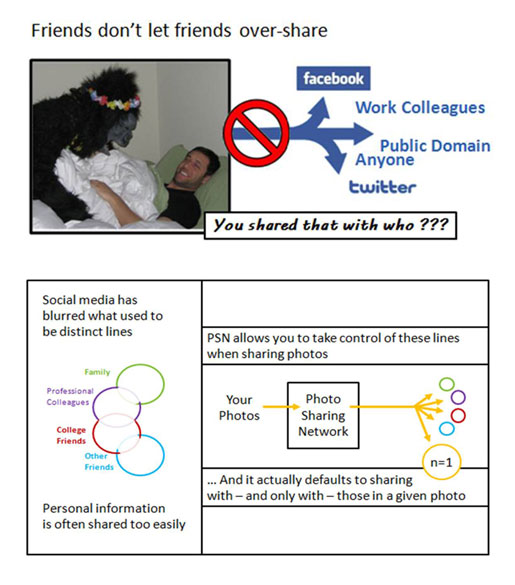 Friends don't let friends over-share
facebook
Work Colleagues
Public Domain
Anyone
twitter
You shared that with who ???
Social media has
blurred what used to
be distinct lines
Family
Professional
Colleagues
College
Friends
Other
Friends
Personal information
is often shared too easily
PSN allows you to take control of these lines
when sharing photos
Your
Photos
Photo
Sharing
Network
n=1
... And it actually defaults to sharing
with – and only with – those in a given photo